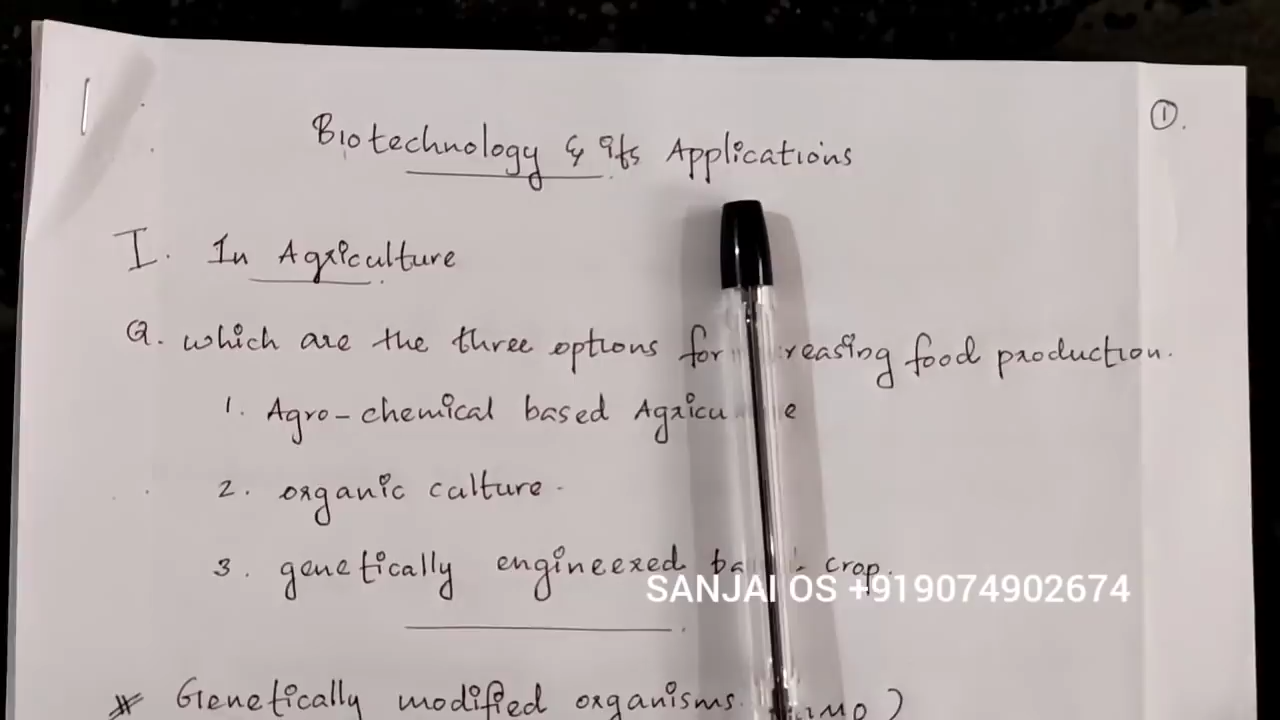 ①.
Biotechnology & its Applications
I. In Agriculture
Q. which are the three options for food production.
1. Agro-chemical based
2. organic culture.
3. genetically engineered crop.
SANJAI OS +919074902674
* Genetically modified organisms.